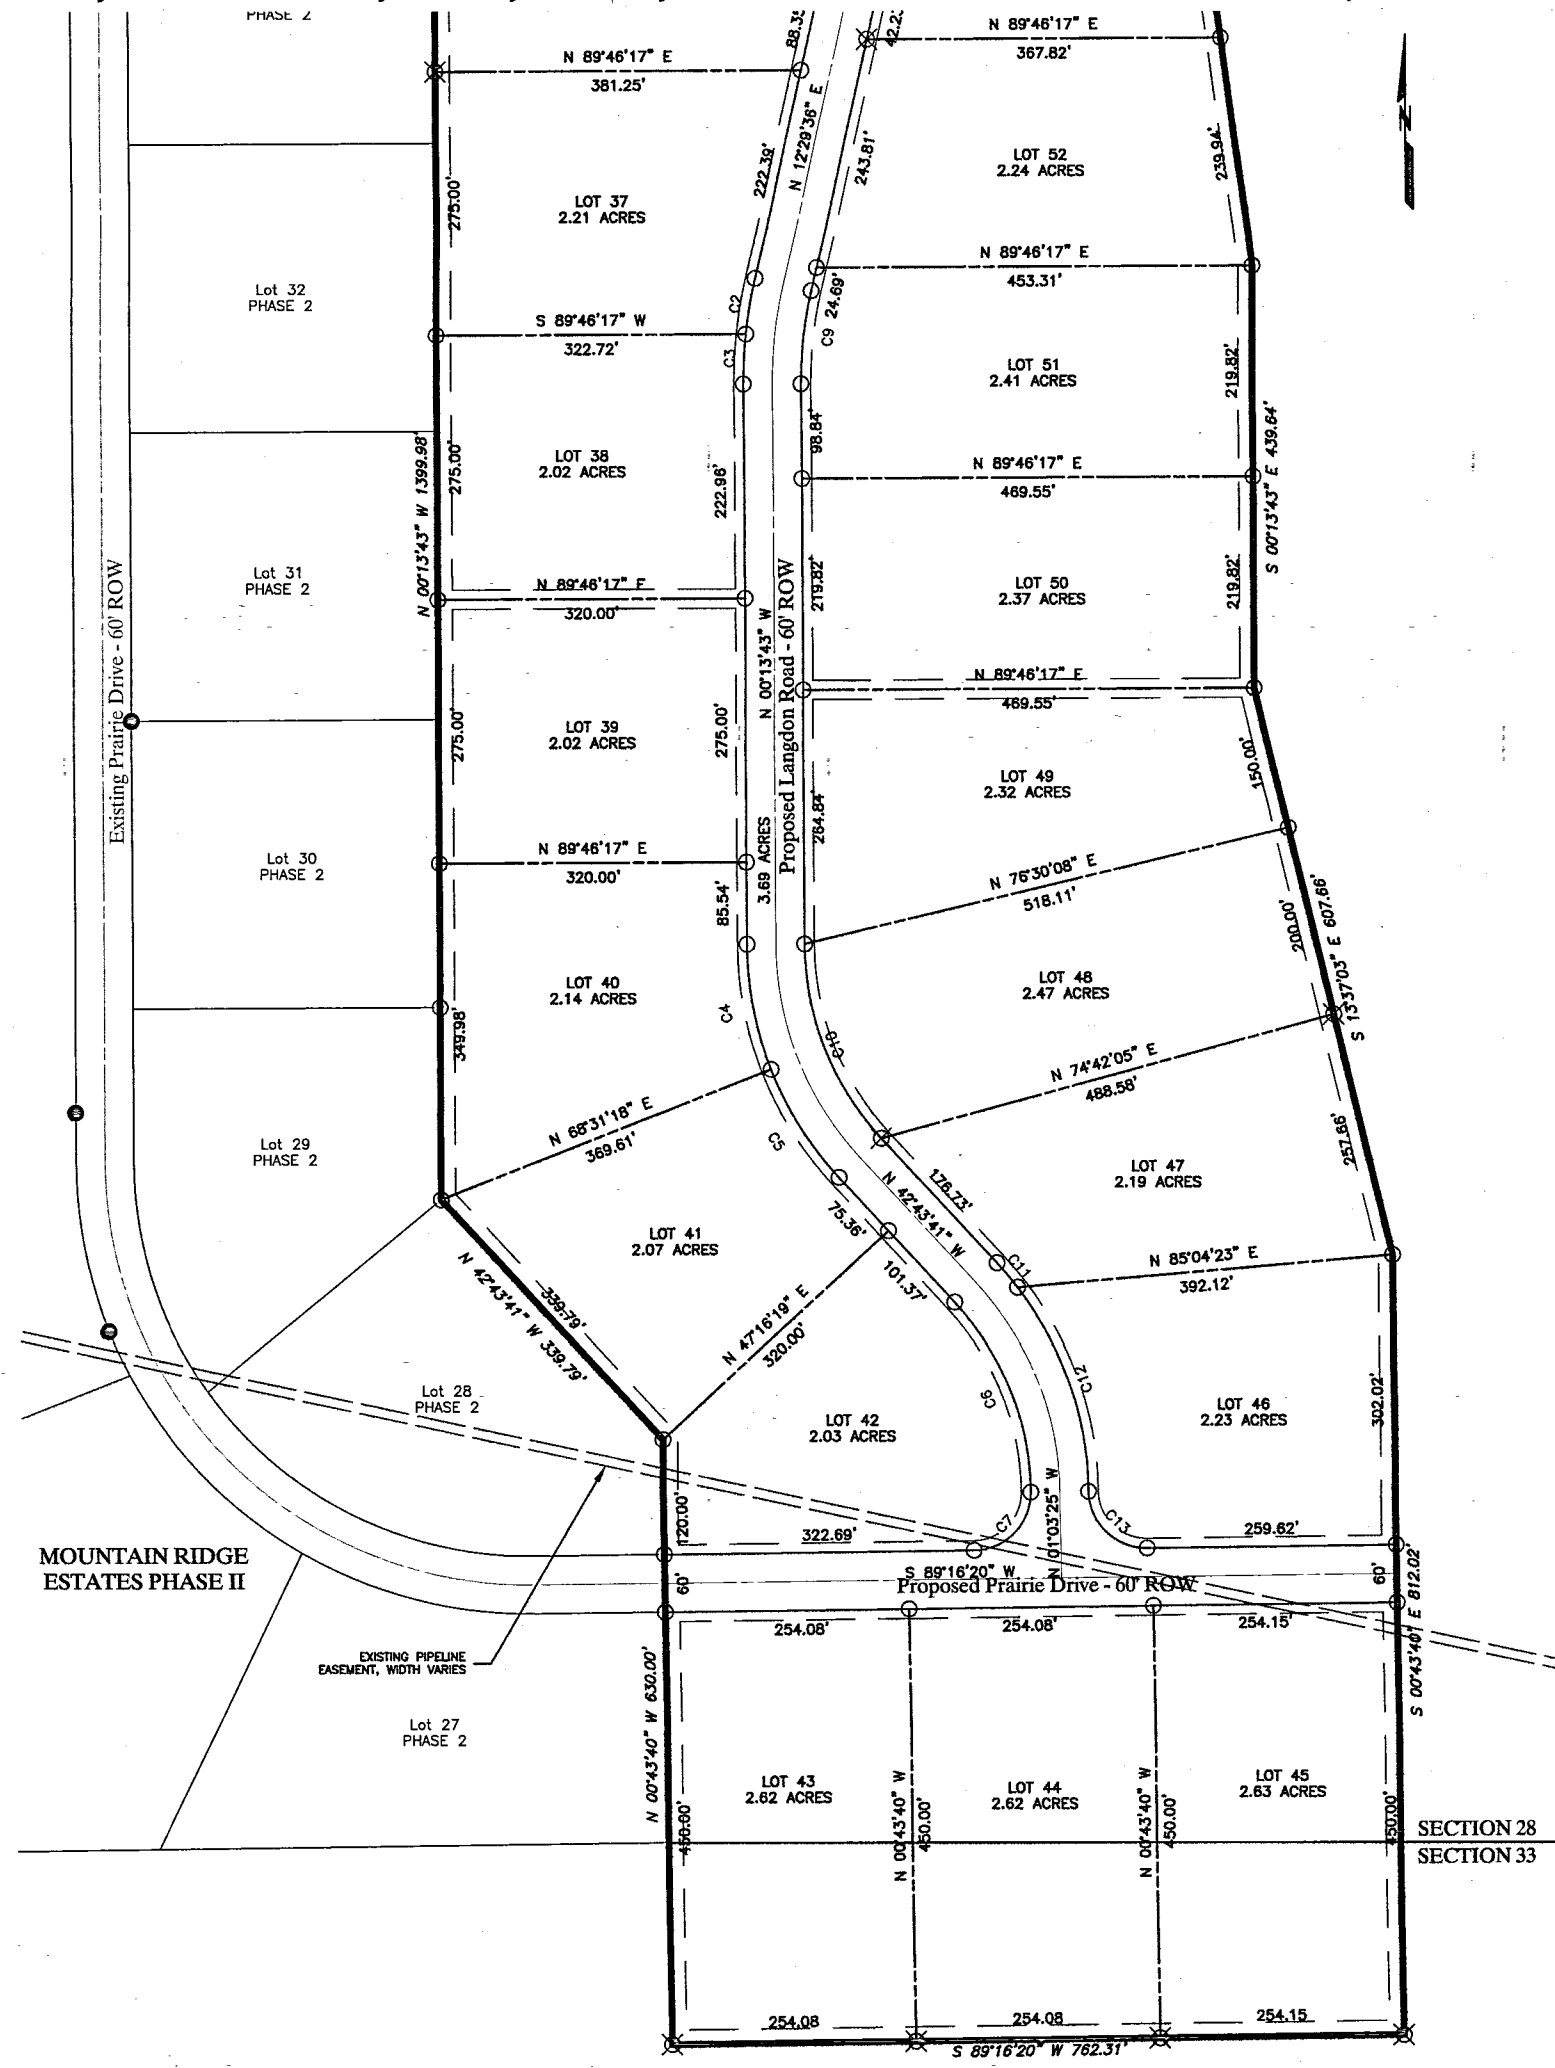 PHASE 2
N 89°46'17" E
381.25'
88.35
42.2
N 89°46'17" E
367.82'
N
N 12°29'36" E
222.39'
243.81'
239.94'
LOT 52
2.24 ACRES
275.00'
LOT 37
2.21 ACRES
N 89°46'17" E
453.31'
Lot 32
PHASE 2
C2
24.69'
C9
S 89°46'17" W
322.72'
C3
LOT 51
2.41 ACRES
219.82'
S 00°13'43" E 439.64'
98.84'
N 00°13'43" W 1399.98'
275.00'
LOT 38
2.02 ACRES
222.96'
N 89°46'17" E
469.55'
Lot 31
PHASE 2
N 89°46'17" E
320.00'
219.82'
LOT 50
2.37 ACRES
219.82'
Existing Prairie Drive - 60' ROW
N 00°13'43" W
Proposed Langdon Road - 60' ROW
3.69 ACRES
N 89°46'17" E
469.55'
275.00'
LOT 39
2.02 ACRES
275.00'
LOT 49
2.32 ACRES
150.00'
264.84'
Lot 30
PHASE 2
N 89°46'17" E
320.00'
N 76°30'08" E
518.11'
85.54'
200.00'
S 13°37'03" E 607.66'
LOT 40
2.14 ACRES
LOT 48
2.47 ACRES
349.98'
C4
C10
N 74°42'05" E
488.58'
Lot 29
PHASE 2
N 68°31'18" E
369.61'
C5
257.66'
LOT 47
2.19 ACRES
176.73'
N 42°43'41" W
75.36'
LOT 41
2.07 ACRES
N 85°04'23" E
392.12'
C11
101.37'
N 42°43'41" W 339.79'
339.79'
N 47°16'19" E
320.00'
C6
C12
302.02'
Lot 28
PHASE 2
LOT 42
2.03 ACRES
LOT 46
2.23 ACRES
120.00'
322.69'
C7
N 01°03'25" W
C13
259.62'
MOUNTAIN RIDGE
ESTATES PHASE II
60'
S 89°16'20" W
Proposed Prairie Drive - 60' ROW
60'
S 00°43'40" E 812.02'
254.08'
254.08'
254.15'
EXISTING PIPELINE
EASEMENT, WIDTH VARIES
N 00°43'40" W 630.00'
Lot 27
PHASE 2
LOT 43
2.62 ACRES
LOT 44
2.62 ACRES
LOT 45
2.63 ACRES
450.00'
N 00°43'40" W
450.00'
N 00°43'40" W
450.00'
450.00'
SECTION 28
SECTION 33
254.08
254.08
254.15
S 89°16'20" W 762.31'